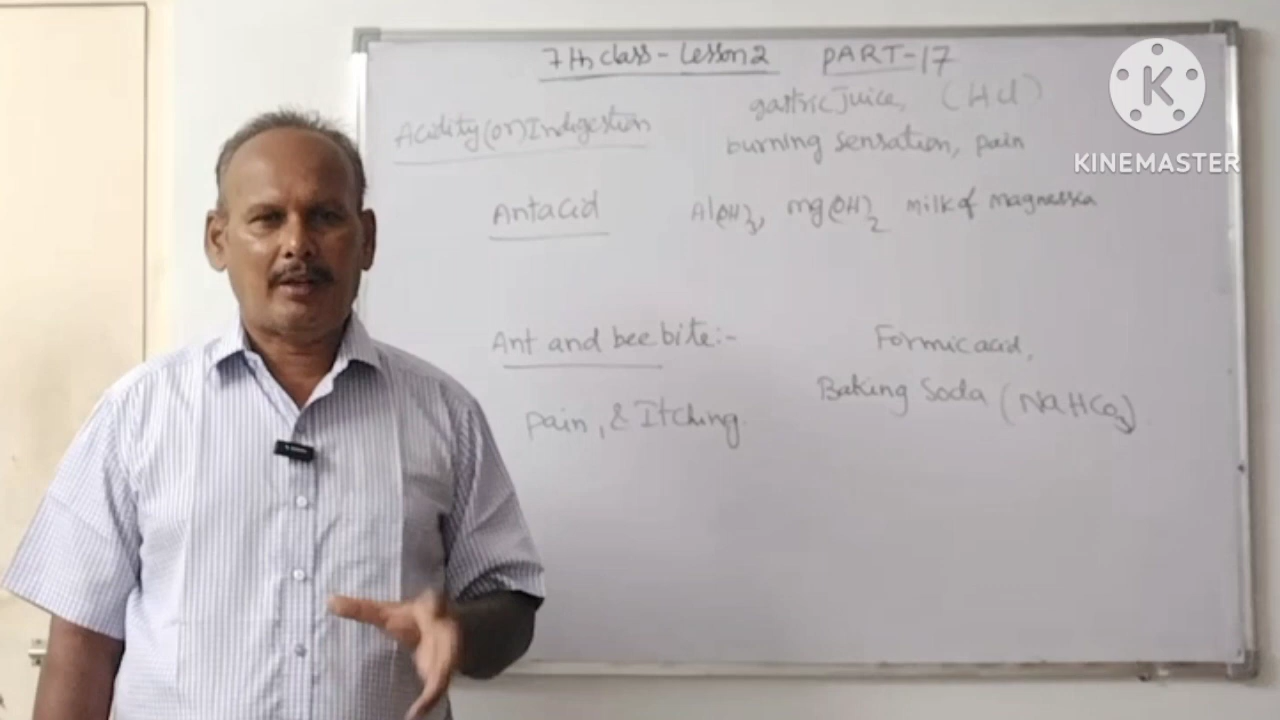 7th class - Lesson 2 PART-17
Acidity (or) Indigestion
gastric Juice, (HCl)
burning sensation, pain
Antacid
Al(OH)3, Mg(OH)2 milk of magnessia
Ant and bee bite:-
Formic acid,
Baking Soda (NaHCO3)
pain, & Itching.
K
KINEMASTER